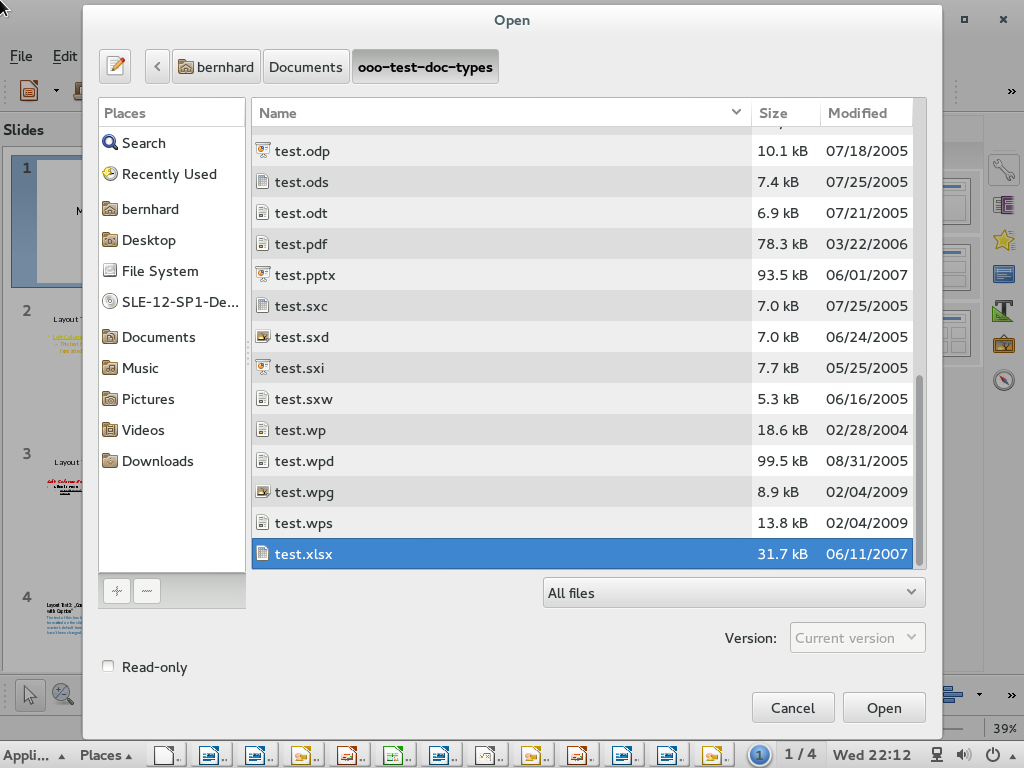 Open
File Edit
bernhard Documents ooo-test-doc-types
Places
Name Size Modified
Slides
Search
Recently Used
bernhard
Desktop
File System
SLE-12-SP1-De...
Documents
Music
Pictures
Videos
Downloads
test.odp 10.1 kB 07/18/2005
test.ods 7.4 kB 07/25/2005
test.odt 6.9 kB 07/21/2005
test.pdf 78.3 kB 03/22/2006
test.pptx 93.5 kB 06/01/2007
test.sxc 7.0 kB 07/25/2005
test.sxd 7.0 kB 06/24/2005
test.sxi 7.7 kB 05/25/2005
test.sxw 5.3 kB 06/16/2005
test.wp 18.6 kB 02/28/2004
test.wpd 99.5 kB 08/31/2005
test.wpg 8.9 kB 02/04/2009
test.wps 13.8 kB 02/04/2009
test.xlsx 31.7 kB 06/11/2007
1
2
Layout
3
Layout
4
All files
Version: Current version
Read-only
Cancel Open
39%
Appli... Places 1 1 / 4 Wed 22:12